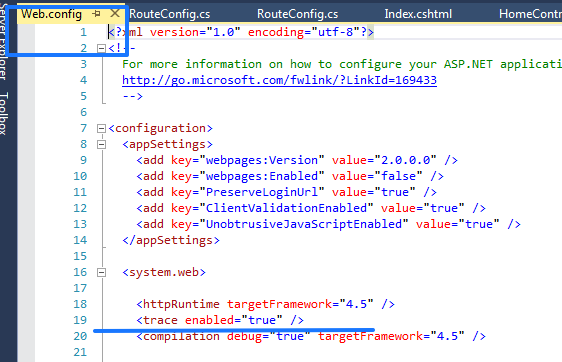 Server Explorer
Toolbox
Web.config RouteConfig.cs RouteConfig.cs Index.cshtml HomeContr
1 <?xml version="1.0" encoding="utf-8"?>
2 <!--
3 For more information on how to configure your ASP.NET applicati
4 http://go.microsoft.com/fwlink/?LinkId=169433
5 -->
6
7 <configuration>
8 <appSettings>
9 <add key="webpages:Version" value="2.0.0.0" />
10 <add key="webpages:Enabled" value="false" />
11 <add key="PreserveLoginUrl" value="true" />
12 <add key="ClientValidationEnabled" value="true" />
13 <add key="UnobtrusiveJavaScriptEnabled" value="true" />
14 </appSettings>
15
16 <system.web>
17
18 <httpRuntime targetFramework="4.5" />
19 <trace enabled="true" />
20 <compilation debug="true" targetFramework="4.5" />
21